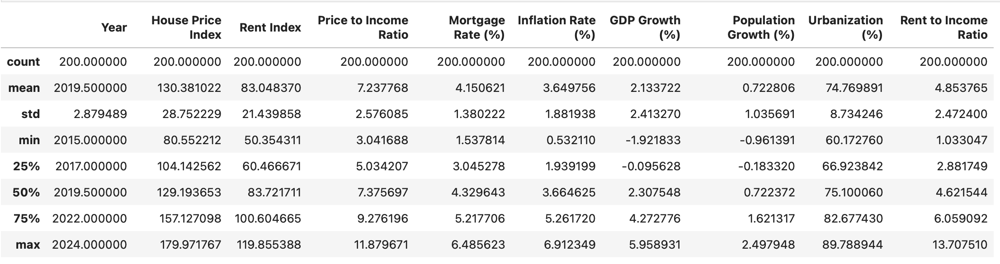 Year House Price Index Rent Index Price to Income Ratio Mortgage Rate (%) Inflation Rate (%) GDP Growth (%) Population Growth (%) Urbanization (%) Rent to Income Ratio
count 200.000000 200.000000 200.000000 200.000000 200.000000 200.000000 200.000000 200.000000 200.000000 200.000000
mean 2019.500000 130.381022 83.048370 7.237768 4.150621 3.649756 2.133722 0.722806 74.769891 4.853765
std 2.879489 28.752229 21.439858 2.576085 1.380222 1.881938 2.413270 1.035691 8.734246 2.472400
min 2015.000000 80.552212 50.354311 3.041688 1.537814 0.532110 -1.921833 -0.961391 60.172760 1.033047
25% 2017.000000 104.142562 60.466671 5.034207 3.045278 1.939199 -0.095628 -0.183320 66.923842 2.881749
50% 2019.500000 129.193653 83.721711 7.375697 4.329643 3.664625 2.307548 0.722372 75.100060 4.621544
75% 2022.000000 157.127098 100.604665 9.276196 5.217706 5.261720 4.272776 1.621317 82.677430 6.059092
max 2024.000000 179.971767 119.855388 11.879671 6.485623 6.912349 5.958931 2.497948 89.788944 13.707510